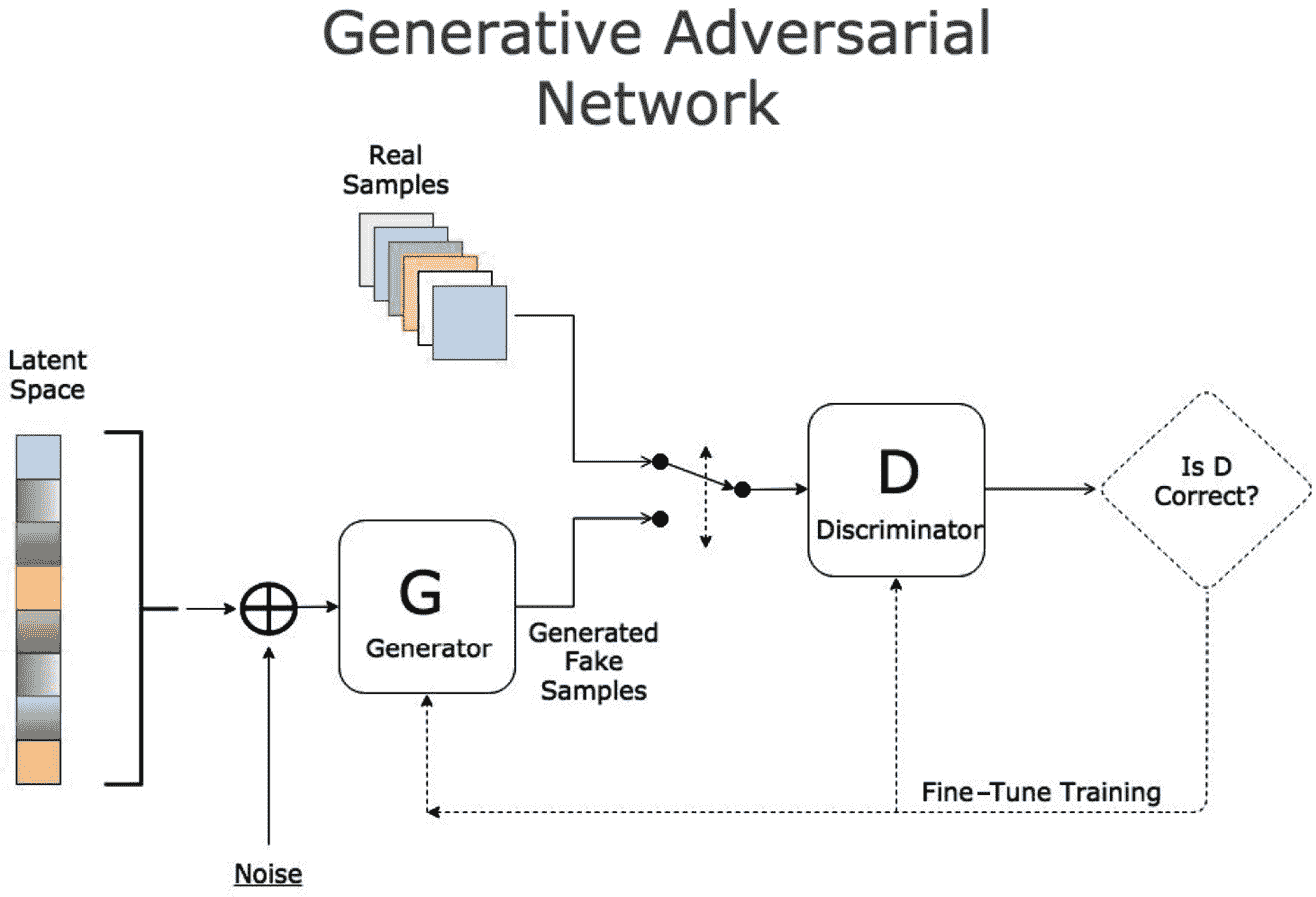 Generative Adversarial
Network
Real
Samples
Latent
Space
Is D
Correct?
D
Discriminator
G
Generator
Generated
Fake
Samples
Fine-Tune Training
Noise